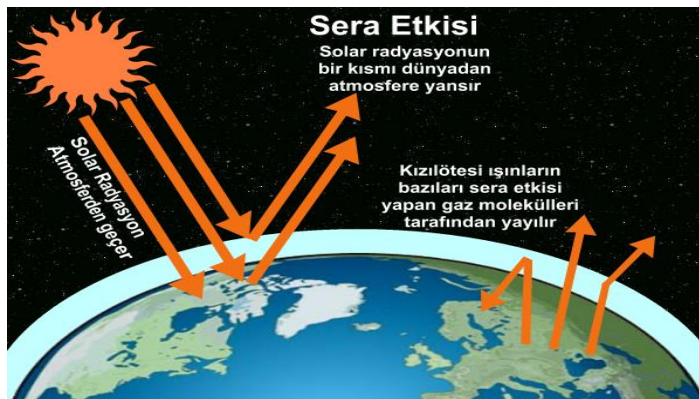 Sera Etkisi
Solar radyasyonun
bir kısmı dünyadan
atmosfere yansır
Solar Radyasyon
Atmosferden geçer
Kızılötesi ışınların
bazıları sera etkisi
yapan gaz molekülleri
tarafından yayılır